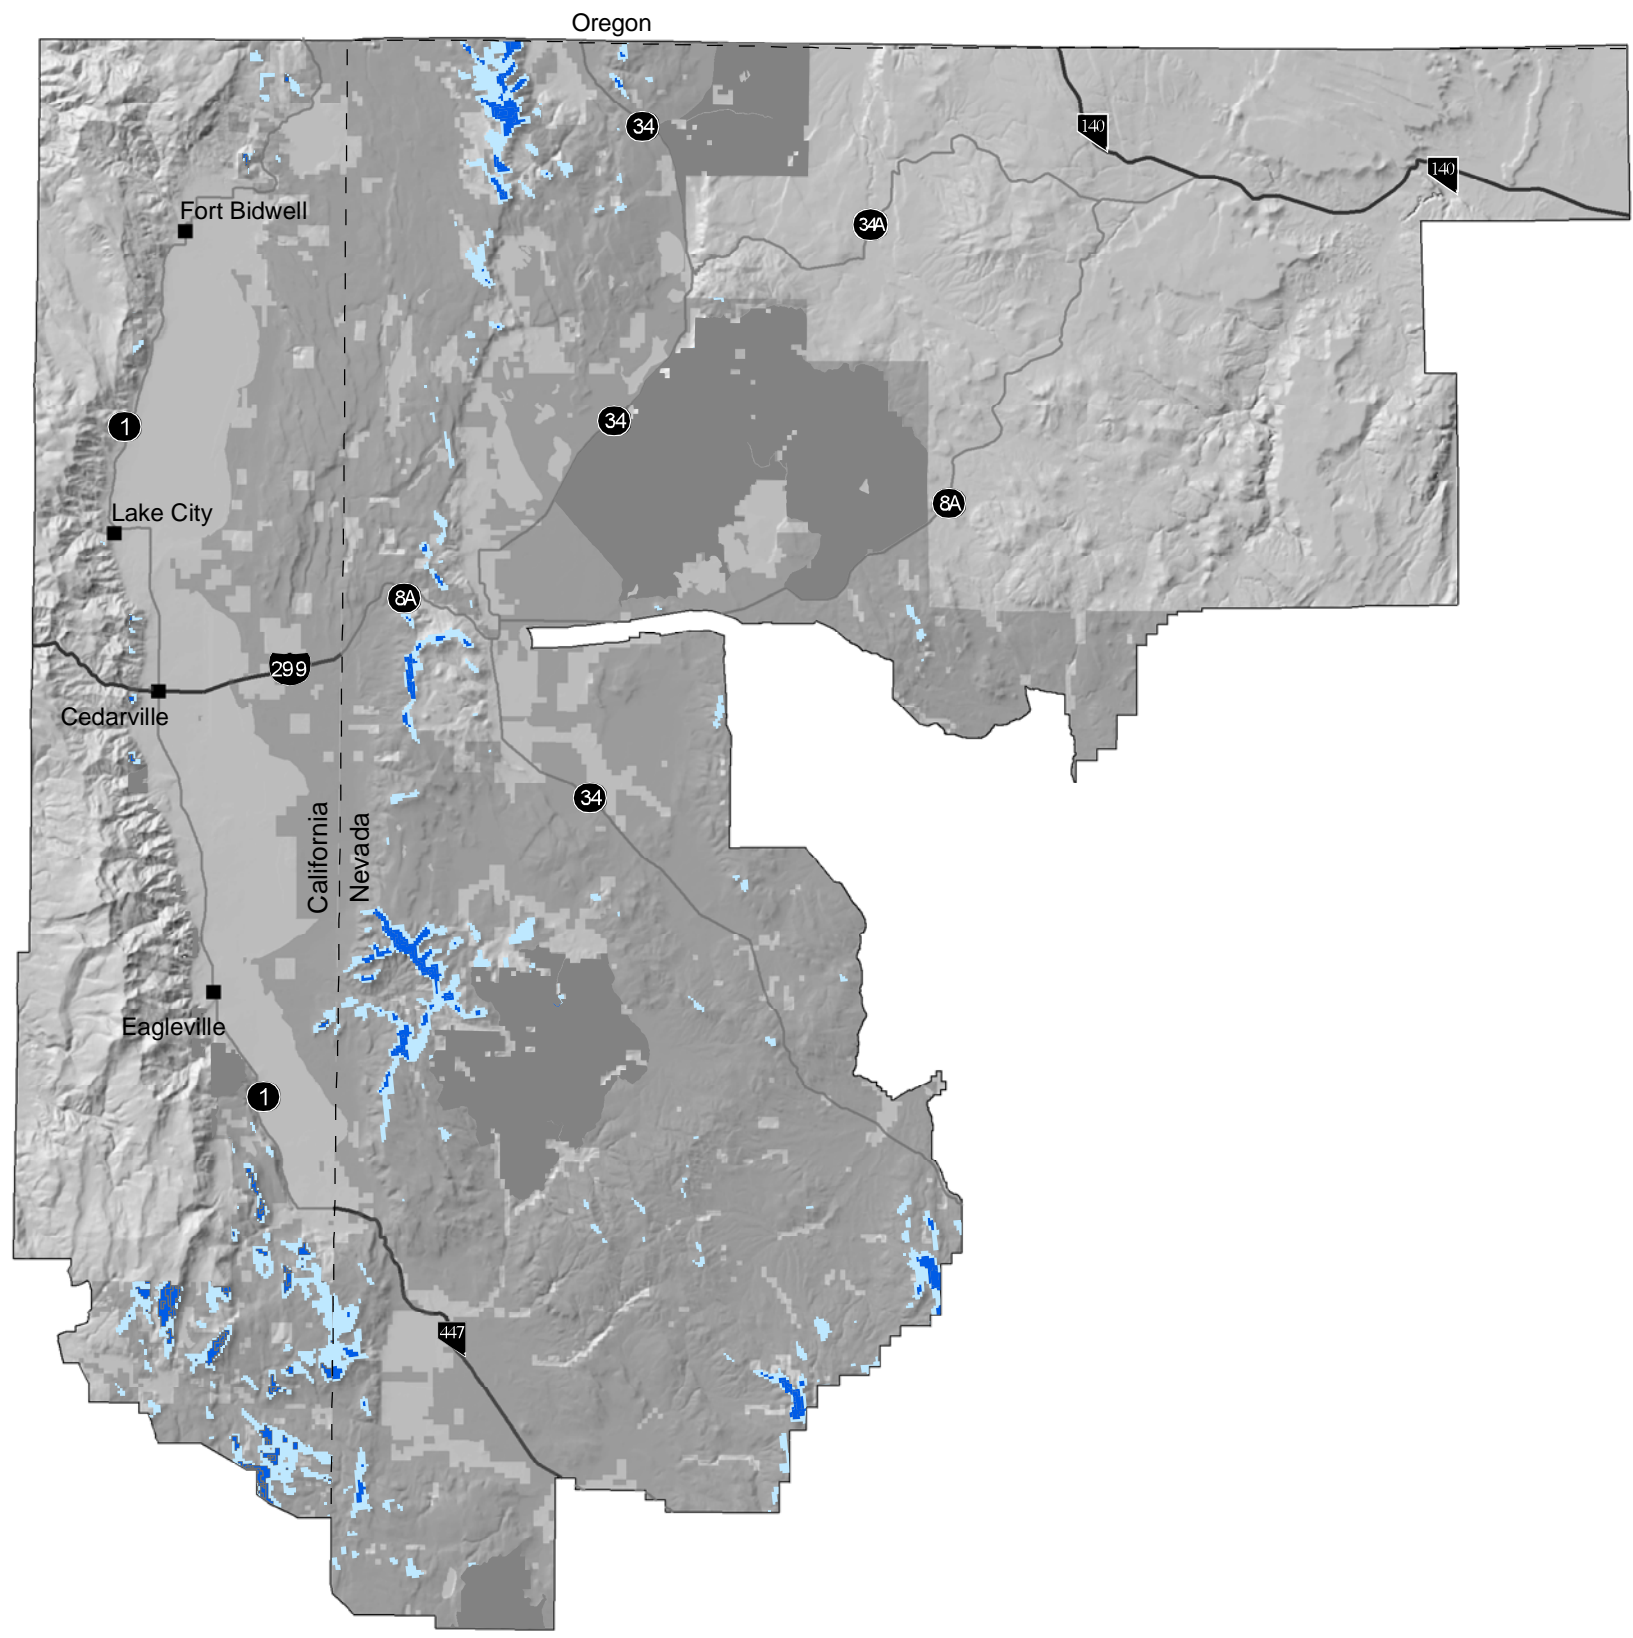 Oregon
34
140
140
Fort Bidwell
34A
1
34
8A
Lake City
8A
299
Cedarville
34
California
Nevada
Eagleville
1
447